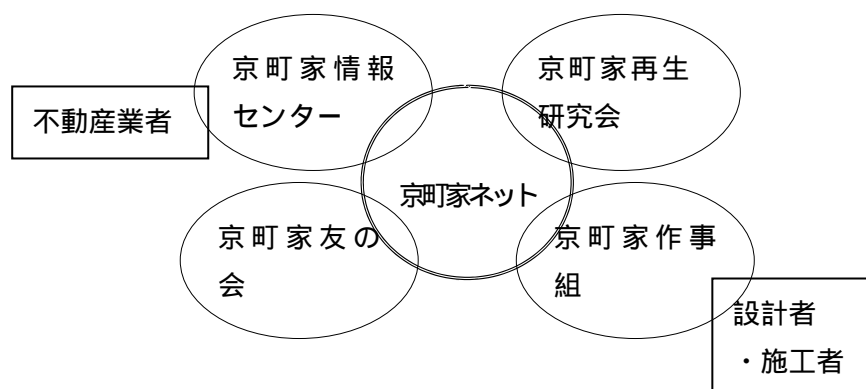 京町家情報
センター
京町家再生
研究会
不動産業者
京町家ネット
京町家友の
会
京町家作事
組
設計者
・施工者